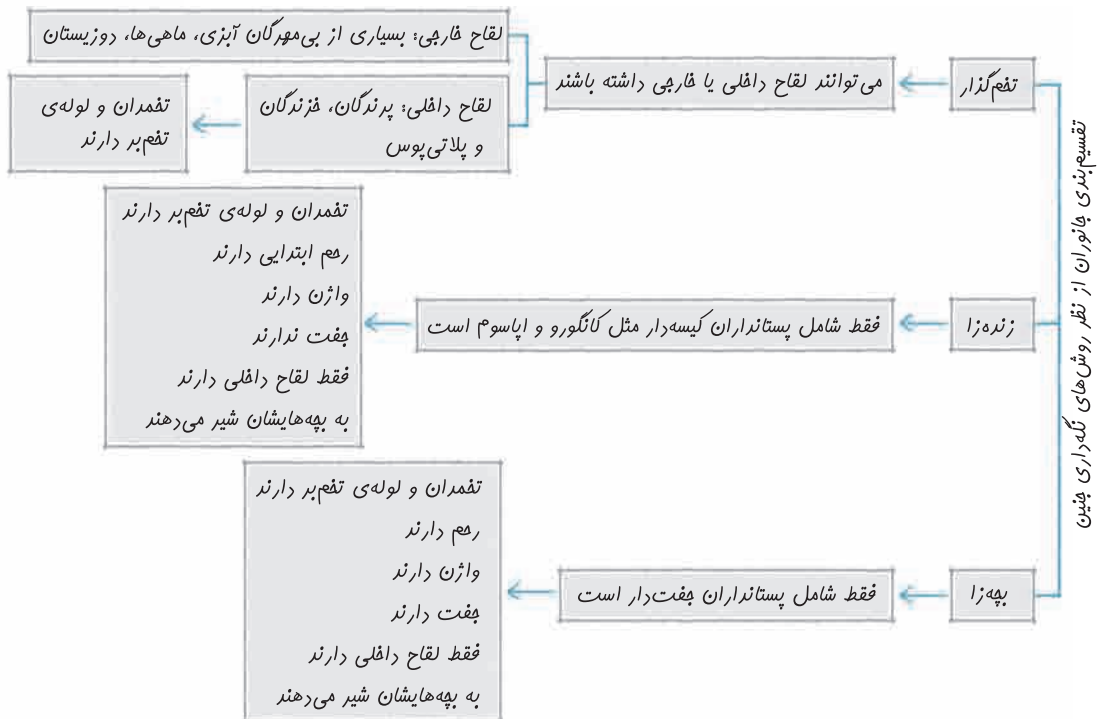 تقسیم‌بندی جانوران از نظر روش‌های نگه‌داری جنین
تخم‌گذار
می‌توانند لقاح داخلی یا خارجی داشته باشند
لقاح خارجی: بسیاری از بی‌مهرگان آبزی، ماهی‌ها، دوزیستان
لقاح داخلی: پرندگان، خزندگان
و پلاتی‌پوس
تخمدان و لوله‌ی
تخم‌بر دارند
زنده‌زا
فقط شامل پستانداران کیسه‌دار مثل کانگورو و اپاسوم است
تخمدان و لوله‌ی تخم‌بر دارند
رحم ابتدایی دارند
واژن دارند
جفت ندارند
فقط لقاح داخلی دارند
به بچه‌هایشان شیر می‌دهند
بچه‌زا
فقط شامل پستانداران جفت‌دار است
تخمدان و لوله‌ی تخم‌بر دارند
رحم دارند
واژن دارند
جفت دارند
فقط لقاح داخلی دارند
به بچه‌هایشان شیر می‌دهند